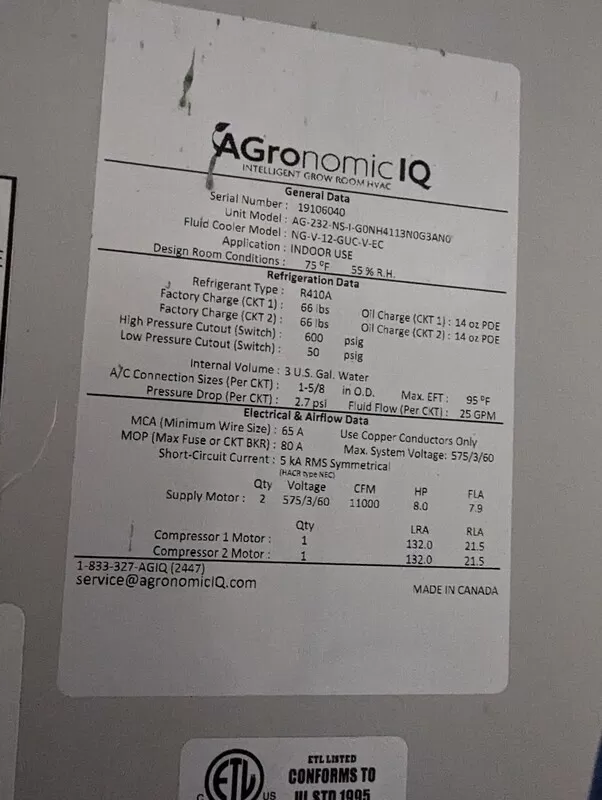 AGronomic IQ
INTELLIGENT GROW ROOM HVAC
General Data
Serial Number : 19106040
Unit Model : AG-232-NS-I-G0NH4113N0G3AN0
Fluid Cooler Model : NG-V-12-GUC-V-EC
Application : INDOOR USE
Design Room Conditions : 75 °F 55 % R.H.
Refrigeration Data
Refrigerant Type : R410A
Factory Charge (CKT 1) : 66 lbs Oil Charge (CKT 1) : 14 oz POE
Factory Charge (CKT 2) : 66 lbs Oil Charge (CKT 2) : 14 oz POE
High Pressure Cutout (Switch) : 600 psig
Low Pressure Cutout (Switch) : 50 psig
Internal Volume : 3 U.S. Gal. Water
A/C Connection Sizes (Per CKT) : 1-5/8 in O.D. Max. EFT : 95 °F
Pressure Drop (Per CKT) : 2.7 psi Fluid Flow (Per CKT) : 25 GPM
Electrical & Airflow Data
MCA (Minimum Wire Size) : 65 A Use Copper Conductors Only
MOP (Max Fuse or CKT BKR) : 80 A Max. System Voltage: 575/3/60
Short-Circuit Current : 5 kA RMS Symmetrical
(HACR type NEC)
Qty Voltage CFM HP FLA
Supply Motor : 2 575/3/60 11000 8.0 7.9
Qty LRA RLA
Compressor 1 Motor : 1 132.0 21.5
Compressor 2 Motor : 1 132.0 21.5
1-833-327-AGIQ (2447)
service@agronomicIQ.com MADE IN CANADA
ETL LISTED
CONFORMS TO
UL STD 1995
C ETL US